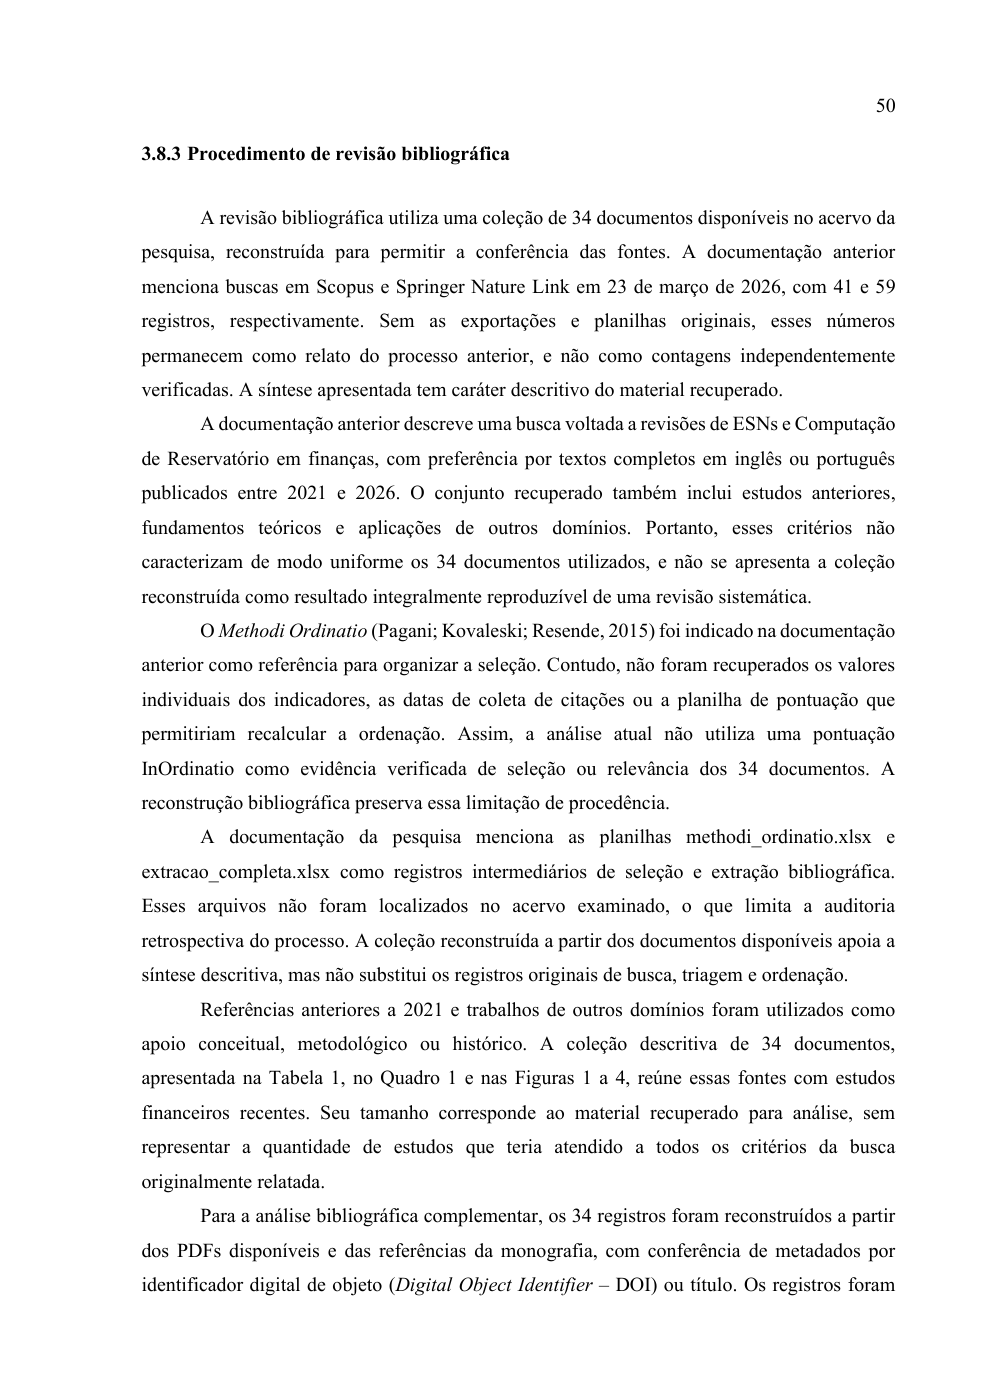 50
3.8.3 Procedimento de revisão bibliográfica
A revisão bibliográfica utiliza uma coleção de 34 documentos disponíveis no acervo da
pesquisa, reconstruída para permitir a conferência das fontes. A documentação anterior
menciona buscas em Scopus e Springer Nature Link em 23 de março de 2026, com 41 e 59
registros, respectivamente. Sem as exportações e planilhas originais, esses números
permanecem como relato do processo anterior, e não como contagens independentemente
verificadas. A síntese apresentada tem caráter descritivo do material recuperado.
A documentação anterior descreve uma busca voltada a revisões de ESNs e Computação
de Reservatório em finanças, com preferência por textos completos em inglês ou português
publicados entre 2021 e 2026. O conjunto recuperado também inclui estudos anteriores,
fundamentos teóricos e aplicações de outros domínios. Portanto, esses critérios não
caracterizam de modo uniforme os 34 documentos utilizados, e não se apresenta a coleção
reconstruída como resultado integralmente reproduzível de uma revisão sistemática.
O Methodi Ordinatio (Pagani; Kovaleski; Resende, 2015) foi indicado na documentação
anterior como referência para organizar a seleção. Contudo, não foram recuperados os valores
individuais dos indicadores, as datas de coleta de citações ou a planilha de pontuação que
permitiriam recalcular a ordenação. Assim, a análise atual não utiliza uma pontuação
InOrdinatio como evidência verificada de seleção ou relevância dos 34 documentos. A
reconstrução bibliográfica preserva essa limitação de procedência.
A documentação da pesquisa menciona as planilhas methodi_ordinatio.xlsx e
extracao_completa.xlsx como registros intermediários de seleção e extração bibliográfica.
Esses arquivos não foram localizados no acervo examinado, o que limita a auditoria
retrospectiva do processo. A coleção reconstruída a partir dos documentos disponíveis apoia a
síntese descritiva, mas não substitui os registros originais de busca, triagem e ordenação.
Referências anteriores a 2021 e trabalhos de outros domínios foram utilizados como
apoio conceitual, metodológico ou histórico. A coleção descritiva de 34 documentos,
apresentada na Tabela 1, no Quadro 1 e nas Figuras 1 a 4, reúne essas fontes com estudos
financeiros recentes. Seu tamanho corresponde ao material recuperado para análise, sem
representar a quantidade de estudos que teria atendido a todos os critérios da busca
originalmente relatada.
Para a análise bibliográfica complementar, os 34 registros foram reconstruídos a partir
dos PDFs disponíveis e das referências da monografia, com conferência de metadados por
identificador digital de objeto (Digital Object Identifier – DOI) ou título. Os registros foram